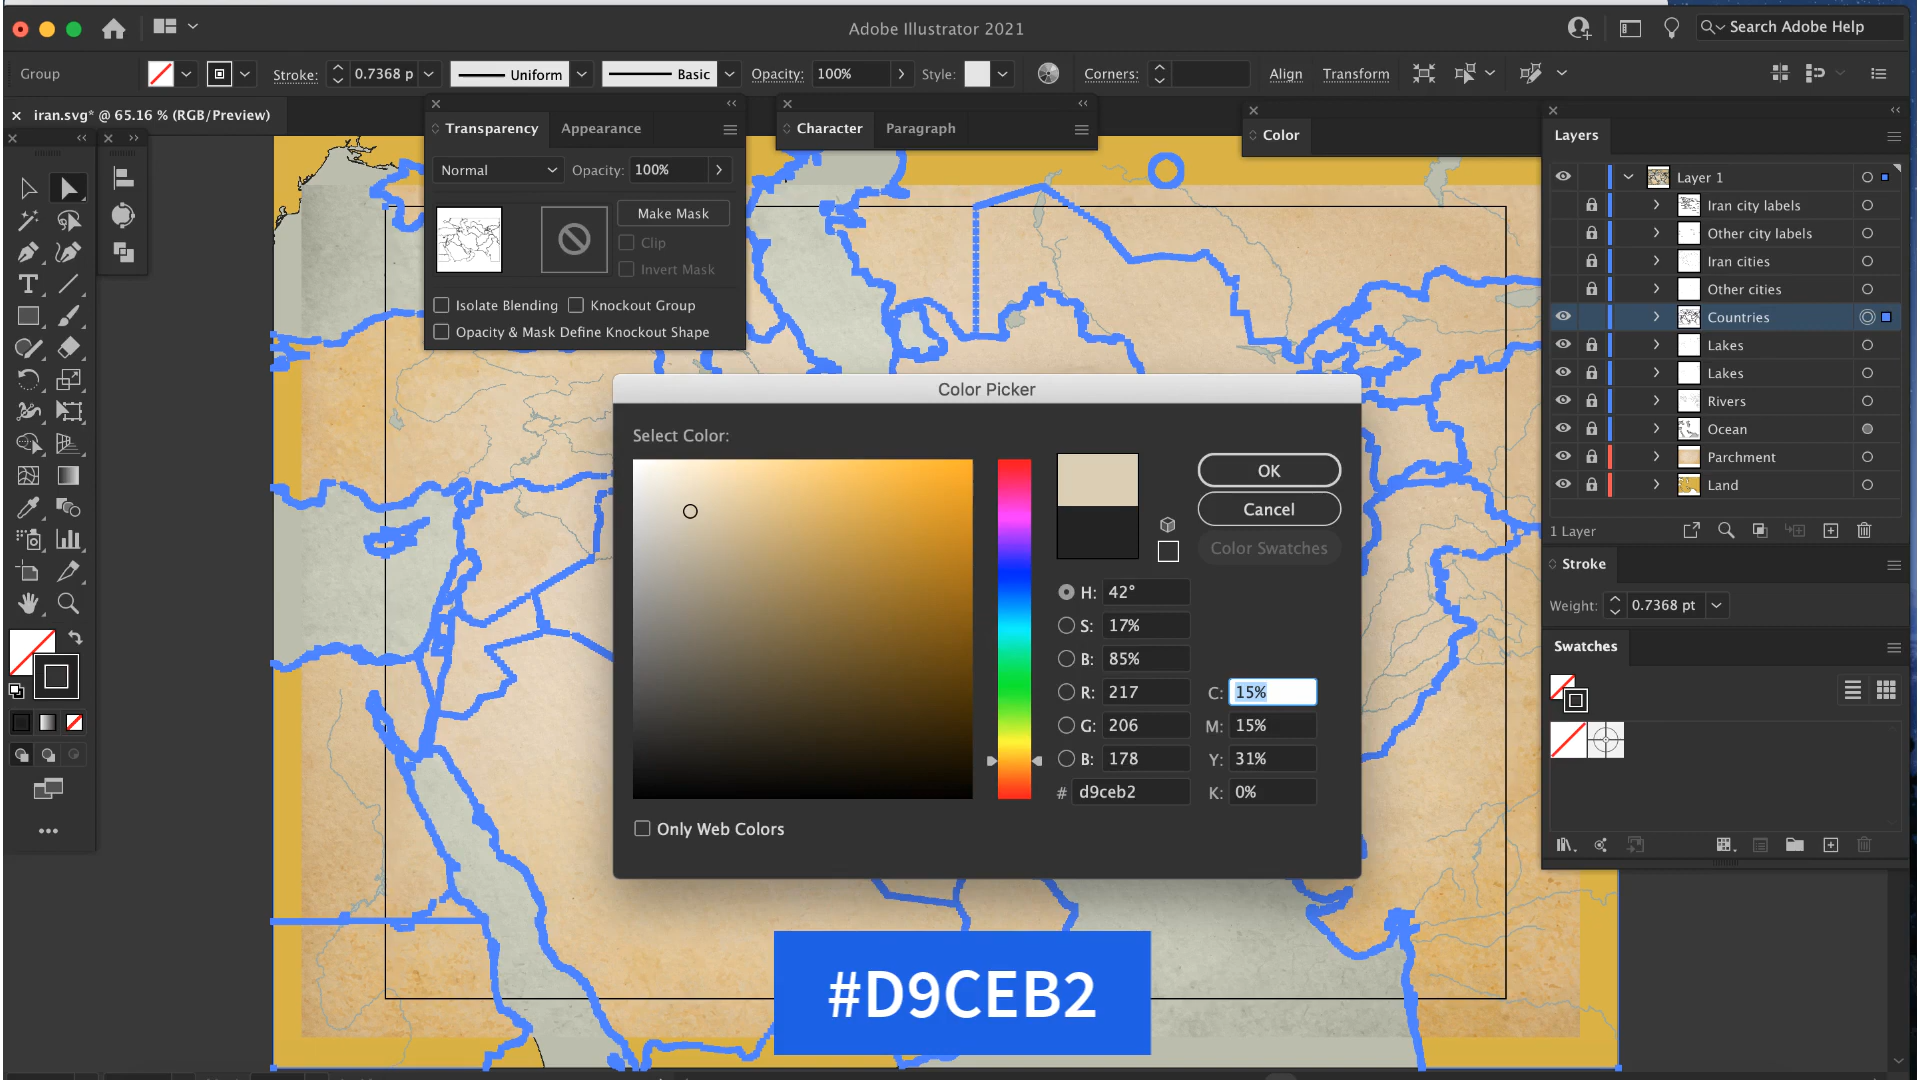 Adobe Illustrator 2021
Search Adobe Help
Group
Stroke: 0.7368 p
Uniform
Basic
Opacity: 100%
Style:
Corners:
Align
Transform
iran.svg* @ 65.16 % (RGB/Preview)
Transparency
Appearance
Normal
Opacity: 100%
Make Mask
Clip
Invert Mask
Isolate Blending
Knockout Group
Opacity & Mask Define Knockout Shape
Character
Paragraph
Color
Layers
Layer 1
Iran city labels
Other city labels
Iran cities
Other cities
Countries
Lakes
Lakes
Rivers
Ocean
Parchment
Land
1 Layer
Stroke
Weight: 0.7368 pt
Swatches
Color Picker
Select Color:
OK
Cancel
Color Swatches
H: 42°
S: 17%
B: 85%
R: 217
C: 15%
G: 206
M: 15%
B: 178
Y: 31%
# d9ceb2
K: 0%
Only Web Colors
#D9CEB2